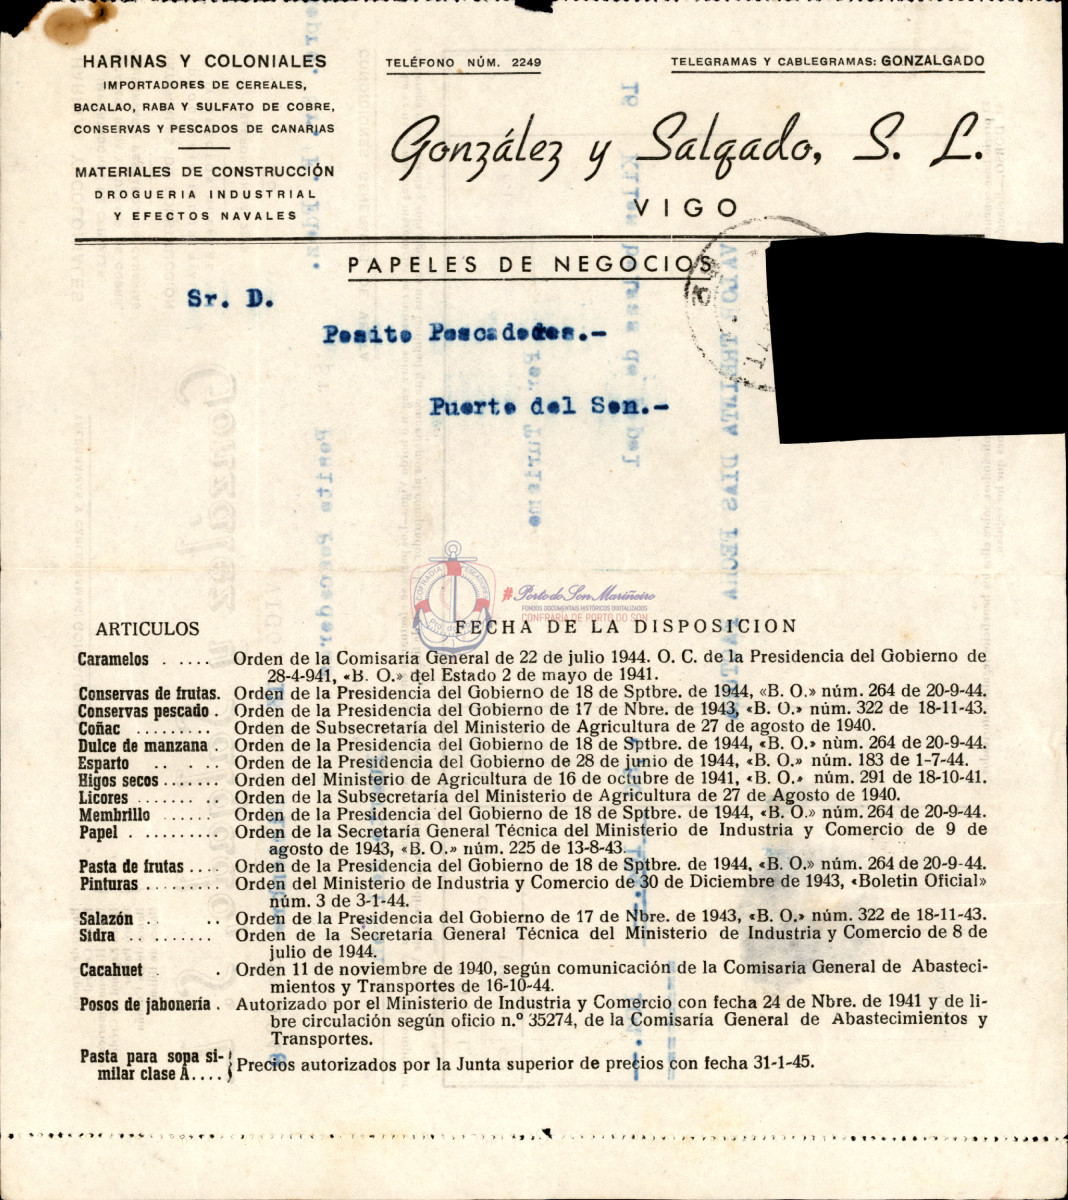 HARINAS Y COLONIALES
IMPORTADORES DE CEREALES,
BACALAO, RABA Y SULFATO DE COBRE,
CONSERVAS Y PESCADOS DE CANARIAS
MATERIALES DE CONSTRUCCIÓN
DROGUERIA INDUSTRIAL
Y EFECTOS NAVALES
TELÉFONO NÚM. 2249
TELEGRAMAS Y CABLEGRAMAS: GONZALGADO
González y Salgado, S. L.
VIGO
PAPELES DE NEGOCIOS
Sr. D.
Posito Pescadores.-
Puerto del Son.-
COFRADIA PESCADORES
#PortodoSonMariñeiro
FONDOS DOCUMENTAIS HISTÓRICOS DIXITALIZADOS
CONFRARÍA DE PORTO DO SON
ARTICULOS FECHA DE LA DISPOSICION
Caramelos . . . . . Orden de la Comisaría General de 22 de julio 1944. O. C. de la Presidencia del Gobierno de
28-4-941, «B. O.» del Estado 2 de mayo de 1941.
Conservas de frutas. Orden de la Presidencia del Gobierno de 18 de Sptbre. de 1944, «B. O.» núm. 264 de 20-9-44.
Conservas pescado . Orden de la Presidencia del Gobierno de 17 de Nbre. de 1943, «B. O.» núm. 322 de 18-11-43.
Coñac . . . . . . . . . Orden de Subsecretaría del Ministerio de Agricultura de 27 de agosto de 1940.
Dulce de manzana . Orden de la Presidencia del Gobierno de 18 de Sptbre. de 1944, «B. O.» nùm. 264 de 20-9-44.
Esparto . . . . . Orden de la Presidencia del Gobierno de 28 de junio de 1944, «B. O.» núm. 183 de 1-7-44.
Higos secos . . . . . . . Orden del Ministerio de Agricultura de 16 de octubre de 1941, «B. O.» núm. 291 de 18-10-41.
Licores . . . . . . . . . Orden de la Subsecretaría del Ministerio de Agricultura de 27 de Agosto de 1940.
Membrillo . . . . . . Orden de la Presidencia del Gobierno de 18 de Sptbre. de 1944, «B. O.» núm. 264 de 20-9-44.
Papel . . . . . . . . . . Orden de la Secretaría General Técnica del Ministerio de Industria y Comercio de 9 de
agosto de 1943, «B. O.» núm. 225 de 13-8-43.
Pasta de frutas . . . . Orden de la Presidencia del Gobierno de 18 de Sptbre. de 1944, «B. O.» núm. 264 de 20-9-44.
Pinturas . . . . . . . . . Orden del Ministerio de Industria y Comercio de 30 de Diciembre de 1943, «Boletin Oficial»
núm. 3 de 3-1-44.
Salazón . . . . Orden de la Presidencia del Gobierno de 17 de Nbre. de 1943, «B. O.» núm. 322 de 18-11-43.
Sidra . . . . . . . . . Orden de la Secretaría General Técnica del Ministerio de Industria y Comercio de 8 de
julio de 1944.
Cacahuet . . Orden 11 de noviembre de 1940, según comunicación de la Comisaría General de Abasteci-
mientos y Transportes de 16-10-44.
Posos de jabonería . Autorizado por el Ministerio de Industria y Comercio con fecha 24 de Nbre. de 1941 y de li-
bre circulación según oficio n.º 35274, de la Comisaría General de Abastecimientos y
Transportes.
Pasta para sopa si-
milar clase A. . . . Precios autorizados por la Junta superior de precios con fecha 31-1-45.